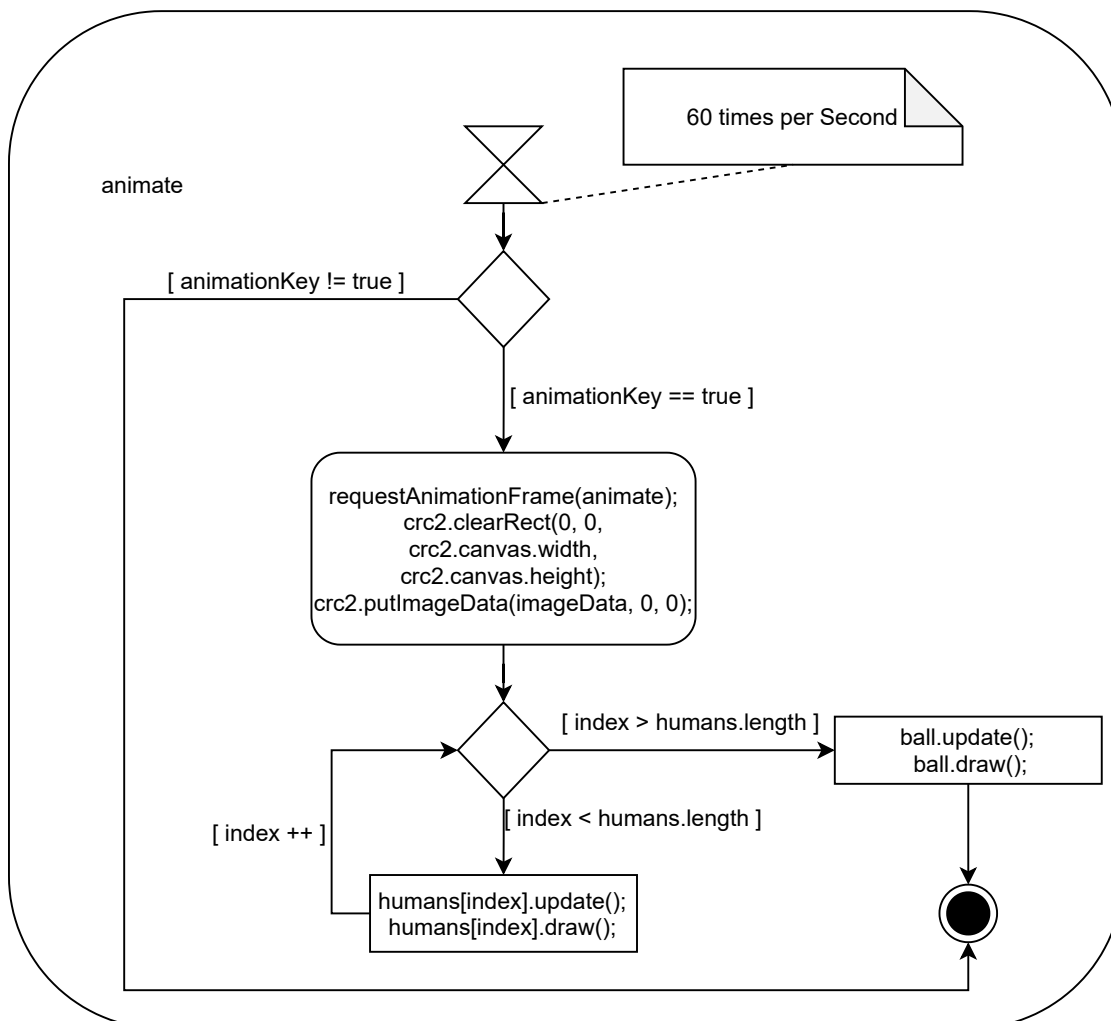 60 times per Second
animate
[ animationKey != true ]
[ animationKey == true ]
requestAnimationFrame(animate);
crc2.clearRect(0, 0,
crc2.canvas.width,
crc2.canvas.height);
crc2.putImageData(imageData, 0, 0);
[ index > humans.length ]
ball.update();
ball.draw();
[ index < humans.length ]
[ index ++ ]
humans[index].update();
humans[index].draw();